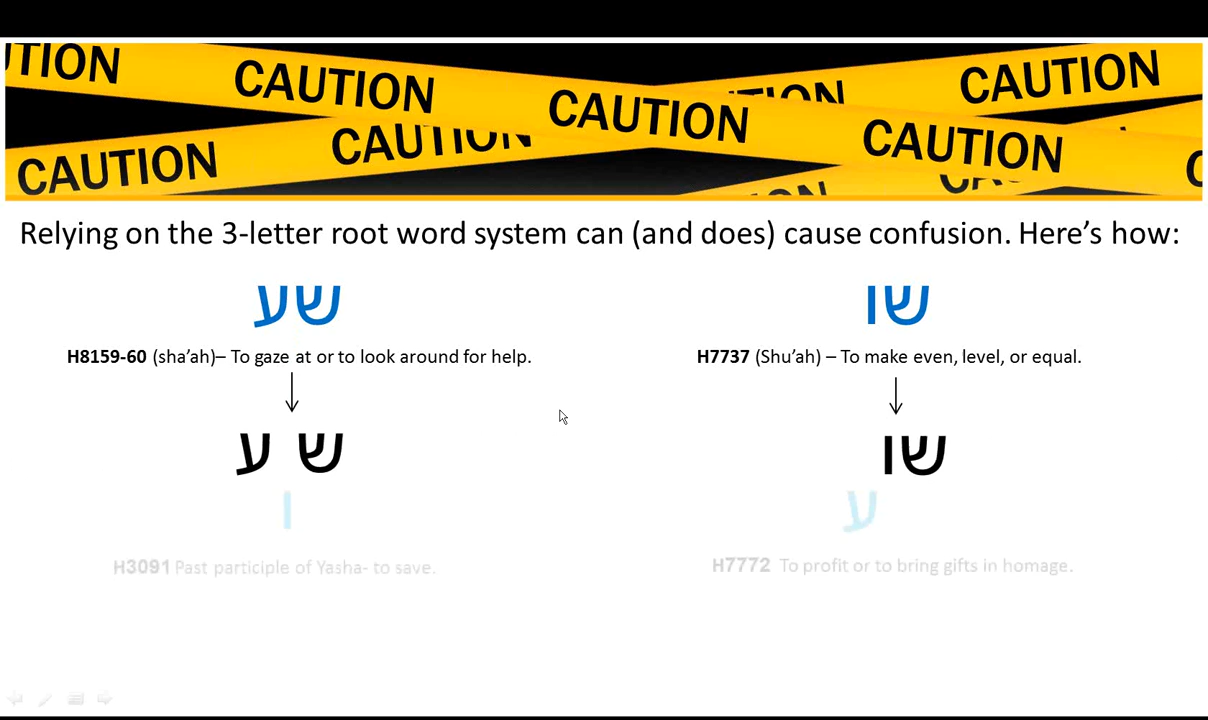 TION CAUTION CAUTION CAUTION CAUTION
CAUTION CAUTION CAUTION
Relying on the 3-letter root word system can (and does) cause confusion. Here’s how:
שע שו
H8159-60 (sha’ah)– To gaze at or to look around for help. H7737 (Shu’ah) – To make even, level, or equal.
ש ע שו
ו ע
H3091 Past participle of Yasha- to save. H7772 To profit or to bring gifts in homage.